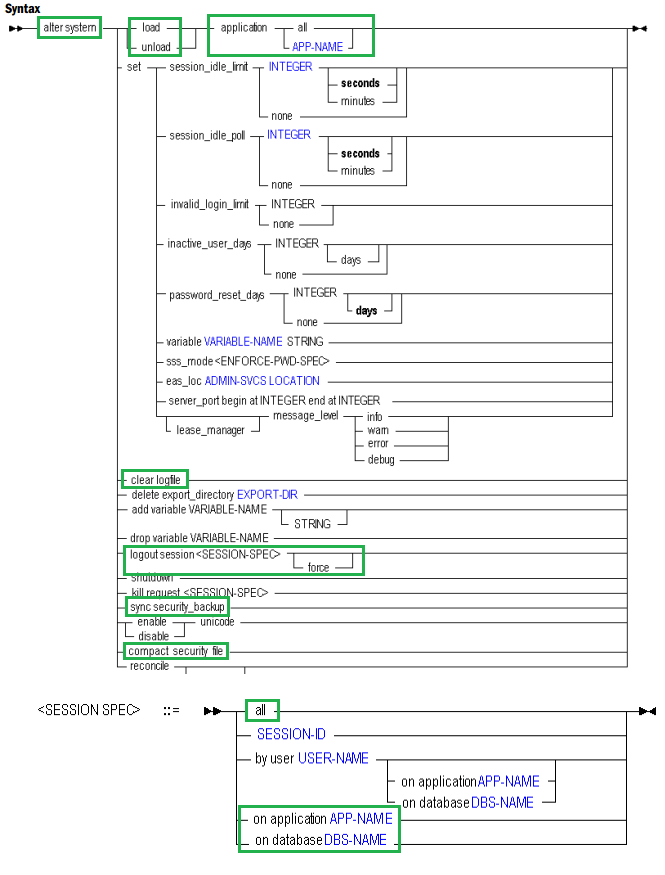 Syntax
alter system load application all
unload APP-NAME
set session_idle_limit INTEGER
seconds
minutes
none
session_idle_poll INTEGER
seconds
minutes
none
invalid_login_limit INTEGER
none
inactive_user_days INTEGER
days
none
password_reset_days INTEGER
days
none
variable VARIABLE-NAME STRING
sss_mode <ENFORCE-PWD-SPEC>
eas_loc ADMIN-SVCS LOCATION
server_port begin at INTEGER end at INTEGER
message_level info
lease_manager warn
error
debug
clear logfile
delete export_directory EXPORT-DIR
add variable VARIABLE-NAME
STRING
drop variable VARIABLE-NAME
logout session <SESSION-SPEC>
force
shutdown
kill request <SESSION-SPEC>
sync security_backup
enable unicode
disable
compact security file
reconcile
<SESSION SPEC> ::= all
SESSION-ID
by user USER-NAME
on application APP-NAME
on database DBS-NAME
on application APP-NAME
on database DBS-NAME